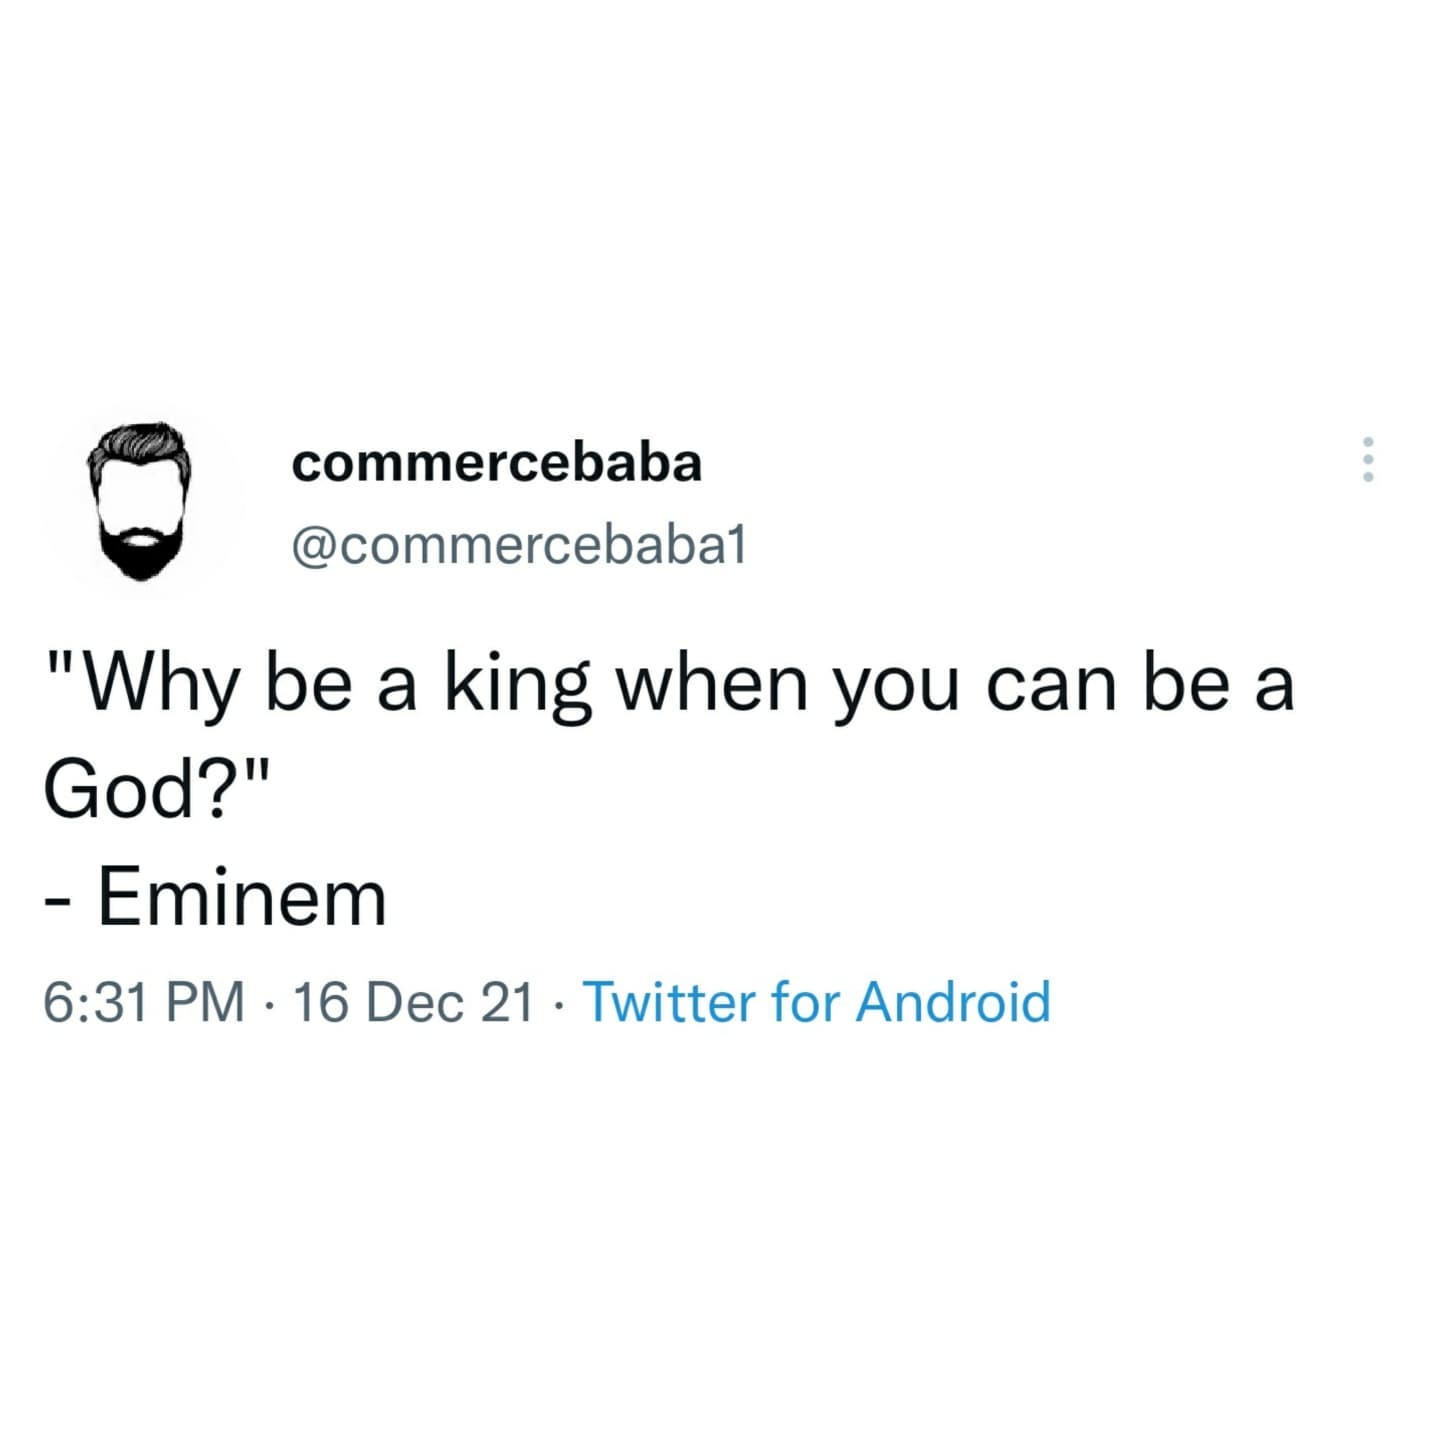 commercebaba
@commercebaba1
"Why be a king when you can be a
God?"
- Eminem
6:31 PM · 16 Dec 21 · Twitter for Android